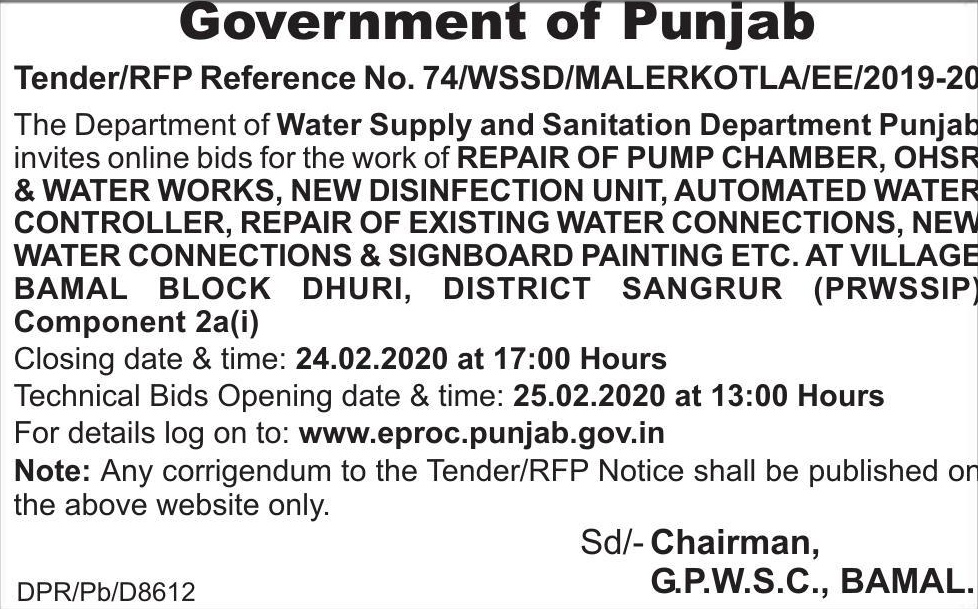 Government of Punjab
Tender/RFP Reference No. 74/WSSD/MALERKOTLA/EE/2019-20
The Department of Water Supply and Sanitation Department Punjab
invites online bids for the work of REPAIR OF PUMP CHAMBER, OHSR
& WATER WORKS, NEW DISINFECTION UNIT, AUTOMATED WATER
CONTROLLER, REPAIR OF EXISTING WATER CONNECTIONS, NEW
WATER CONNECTIONS & SIGNBOARD PAINTING ETC. AT VILLAGE
BAMAL BLOCK DHURI, DISTRICT SANGRUR (PRWSSIP)
Component 2a(i)
Closing date & time: 24.02.2020 at 17:00 Hours
Technical Bids Opening date & time: 25.02.2020 at 13:00 Hours
For details log on to: www.eproc.punjab.gov.in
Note: Any corrigendum to the Tender/RFP Notice shall be published on
the above website only.
Sd/- Chairman,
G.P.W.S.C., BAMAL.
DPR/Pb/D8612